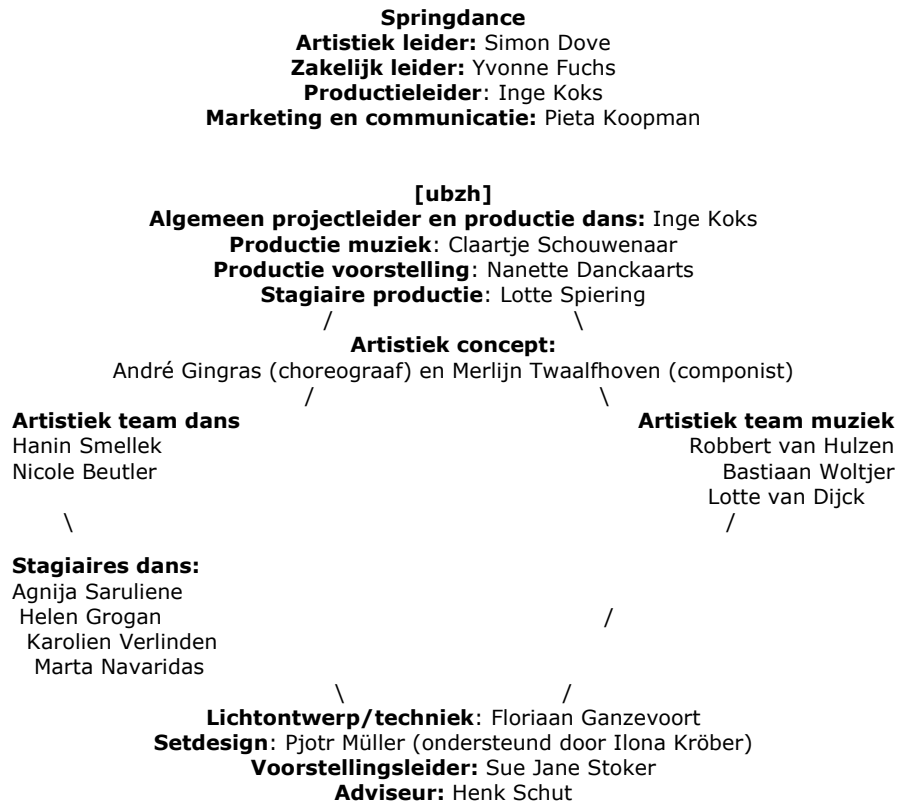 Springdance
Artistiek leider: Simon Dove
Zakelijk leider: Yvonne Fuchs
Productieleider: Inge Koks
Marketing en communicatie: Pieta Koopman
[ubzh]
Algemeen projectleider en productie dans: Inge Koks
Productie muziek: Claartje Schouwenaar
Productie voorstelling: Nanette Danckaarts
Stagiaire productie: Lotte Spiering
/ \
Artistiek concept:
André Gingras (choreograaf) en Merlijn Twaalfhoven (componist)
/ \
Artistiek team dans Artistiek team muziek
Hanin Smellek Robbert van Hulzen
Nicole Beutler Bastiaan Woltjer
Lotte van Dijck
\ /
Stagiaires dans:
Agnija Saruliene
Helen Grogan /
Karolien Verlinden
Marta Navaridas
\ /
Lichtontwerp/techniek: Floriaan Ganzevoort
Setdesign: Pjotr Müller (ondersteund door Ilona Kröber)
Voorstellingsleider: Sue Jane Stoker
Adviseur: Henk Schut